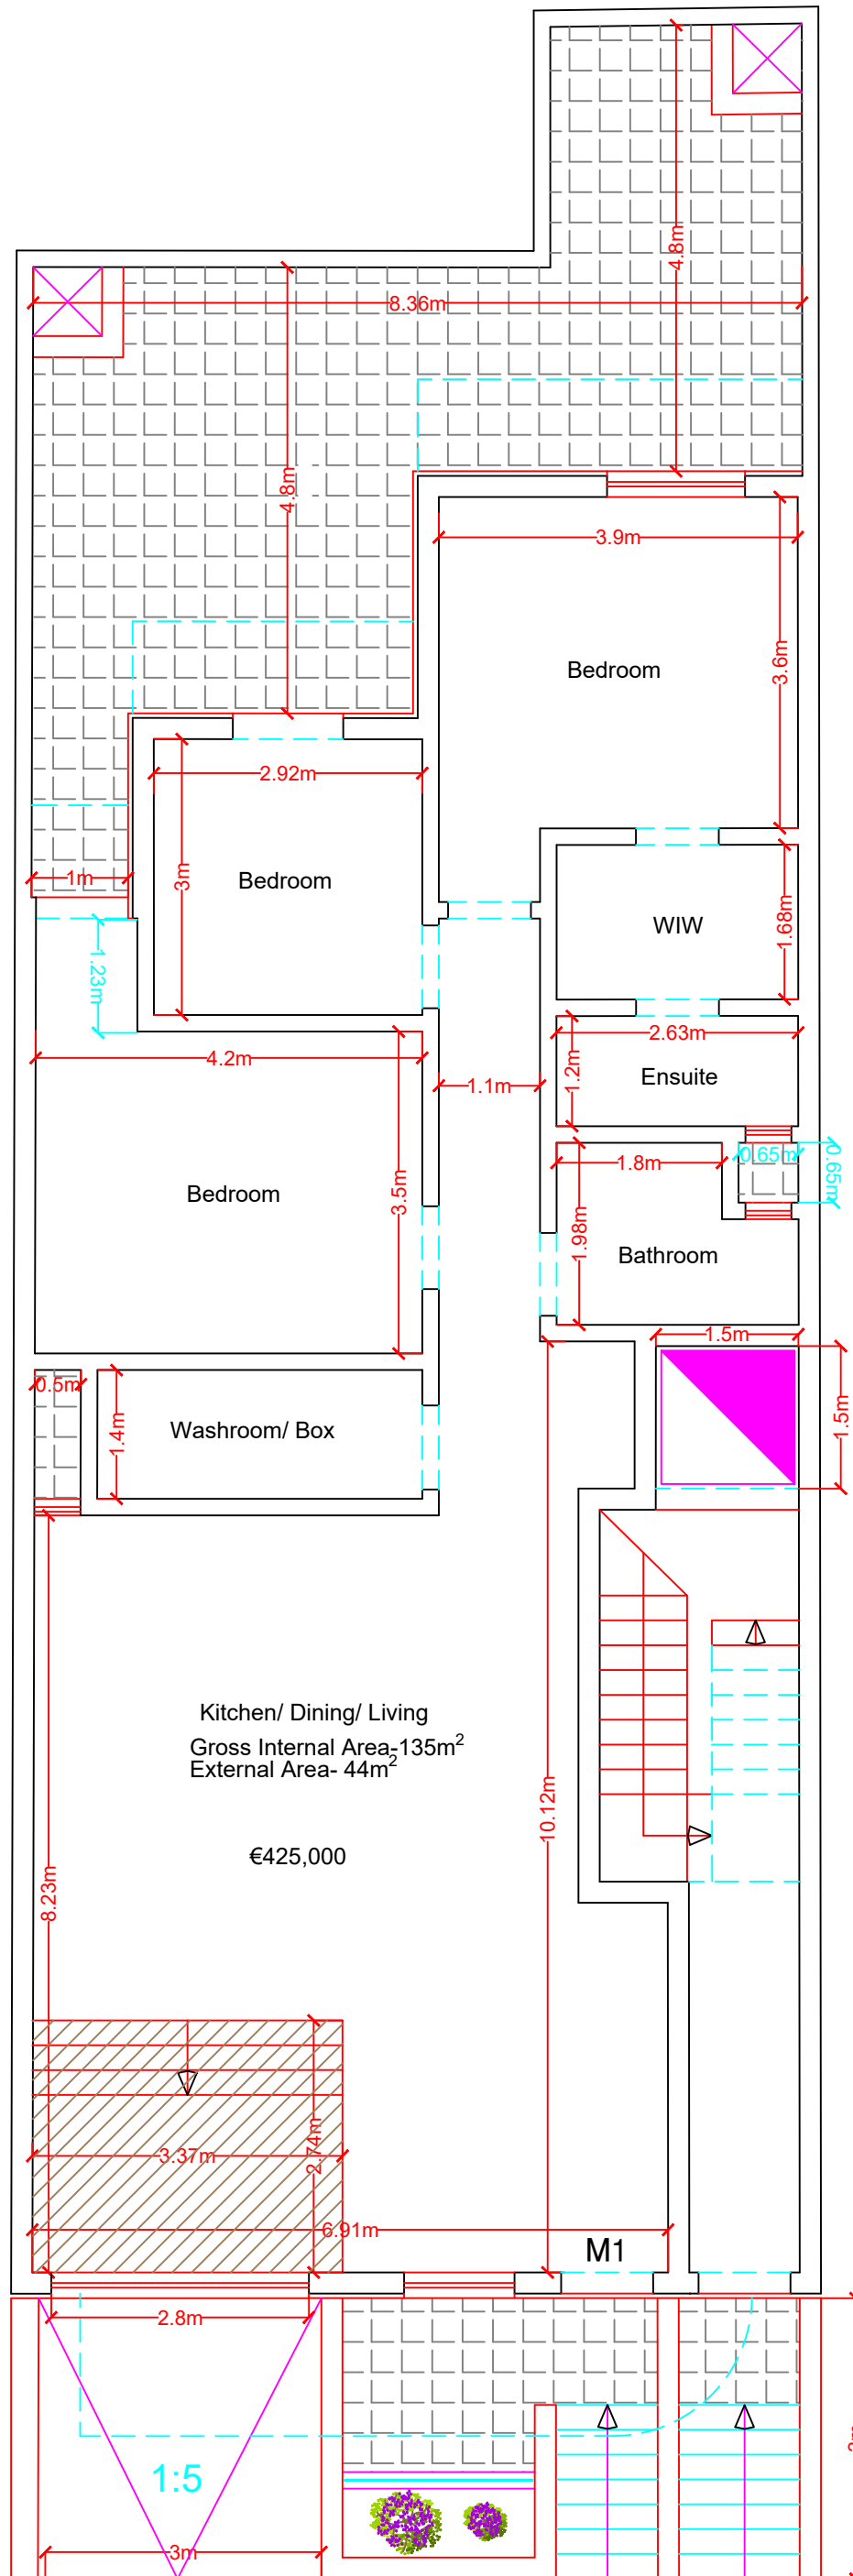 4.8m
8.36m
4.8m
3.9m
Bedroom
3.6m
2.92m
1m
3m
Bedroom
WIW
1.68m
1.23m
4.2m
1.1m
2.63m
1.2m
Ensuite
1.8m
0.65m
0.65m
Bedroom
3.5m
1.98m
Bathroom
1.5m
0.5m
1.4m
Washroom/ Box
1.5m
Kitchen/ Dining/ Living
Gross Internal Area-135m²
External Area- 44m²
10.12m
€425,000
8.23m
3.37m
2.74m
6.91m
M1
2.8m
1:5
3m